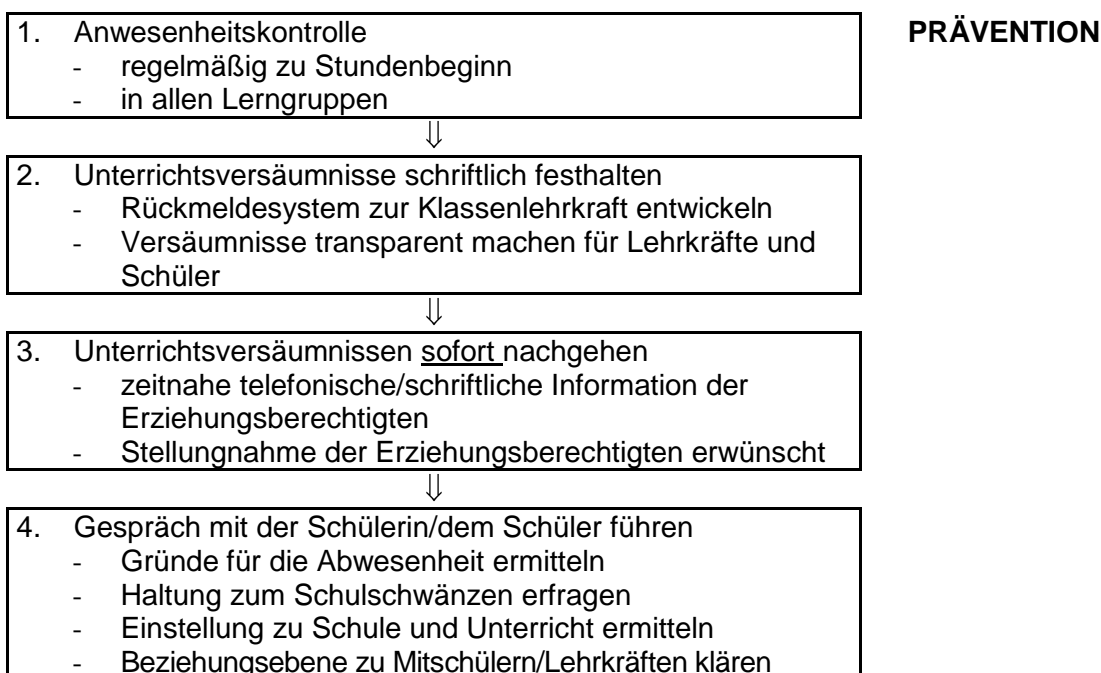 1. Anwesenheitskontrolle
- regelmäßig zu Stundenbeginn
- in allen Lerngruppen
PRÄVENTION
⇓
2. Unterrichtsversäumnisse schriftlich festhalten
- Rückmeldesystem zur Klassenlehrkraft entwickeln
- Versäumnisse transparent machen für Lehrkräfte und
Schüler
⇓
3. Unterrichtsversäumnissen sofort nachgehen
- zeitnahe telefonische/schriftliche Information der
Erziehungsberechtigten
- Stellungnahme der Erziehungsberechtigten erwünscht
⇓
4. Gespräch mit der Schülerin/dem Schüler führen
- Gründe für die Abwesenheit ermitteln
- Haltung zum Schulschwänzen erfragen
- Einstellung zu Schule und Unterricht ermitteln
- Beziehungsebene zu Mitschülern/Lehrkräften klären